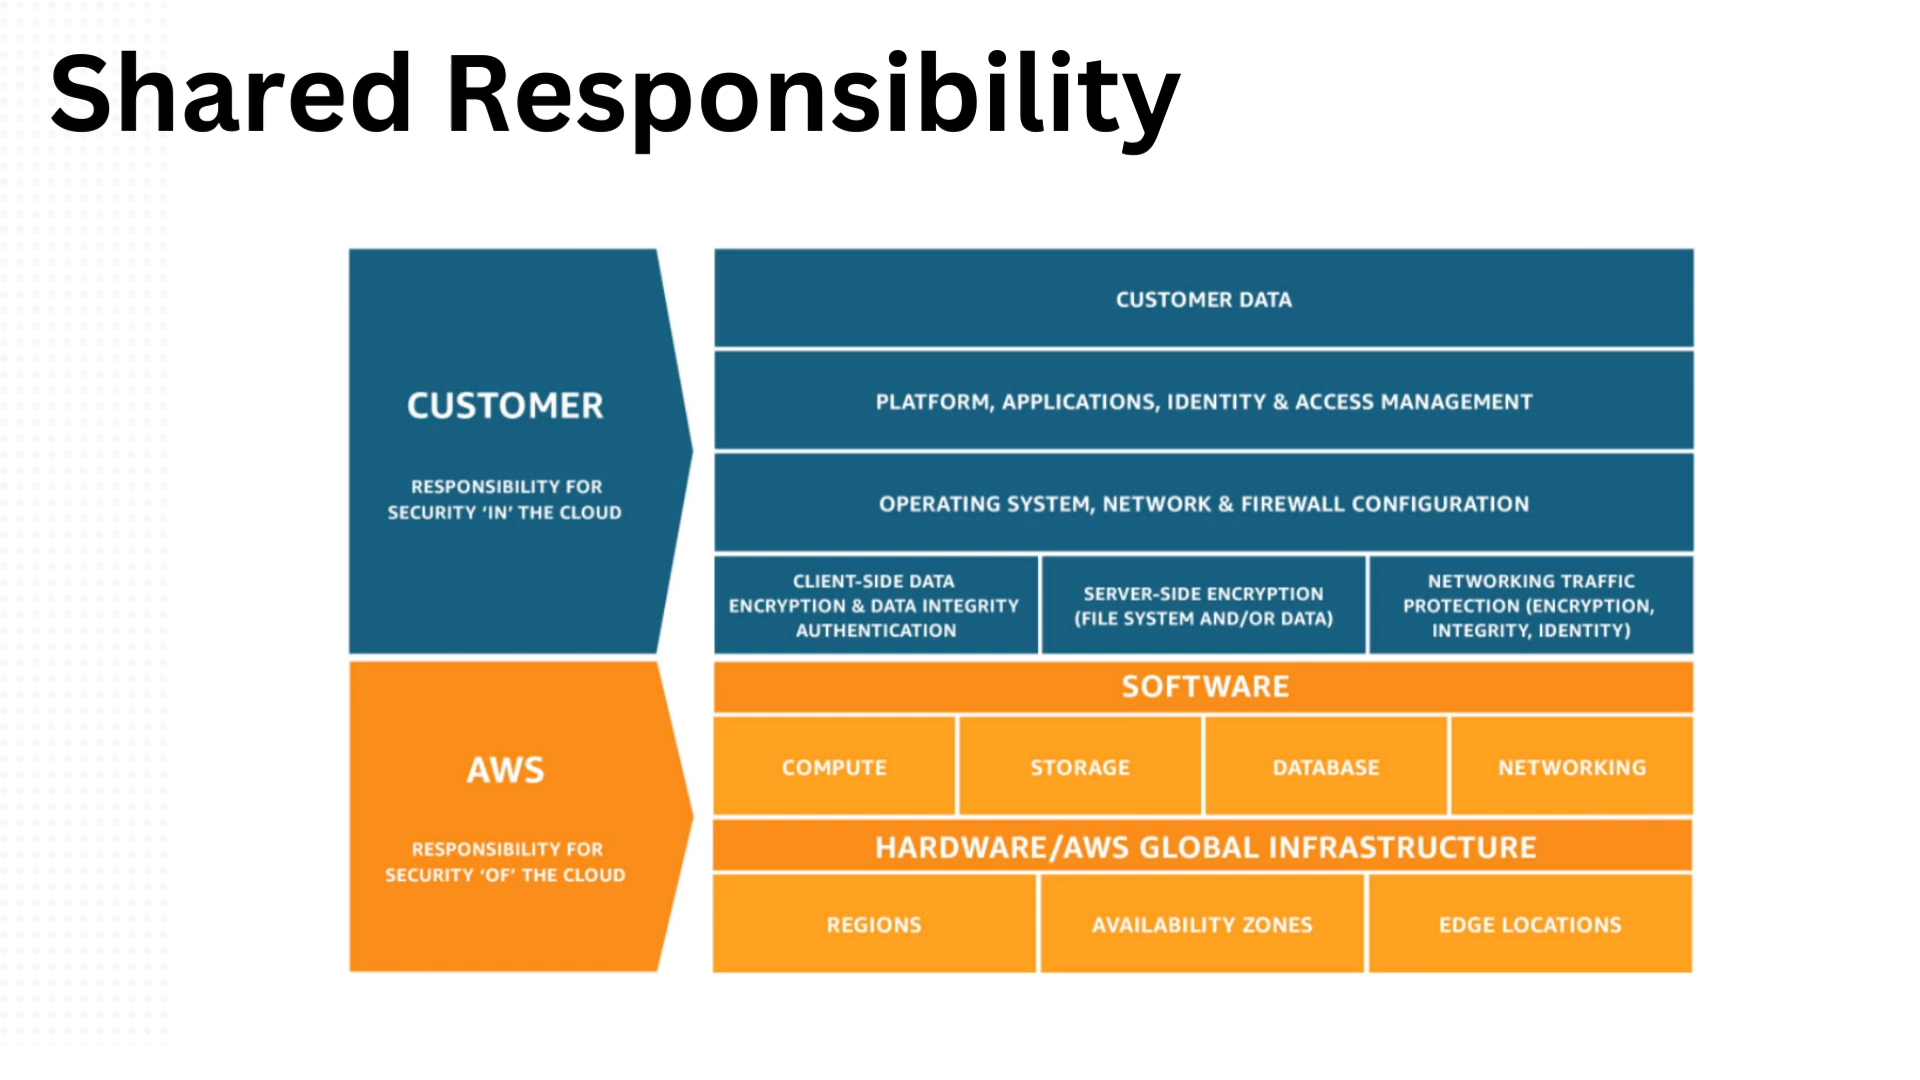 Shared Responsibility
CUSTOMER
RESPONSIBILITY FOR
SECURITY ‘IN’ THE CLOUD
CUSTOMER DATA
PLATFORM, APPLICATIONS, IDENTITY & ACCESS MANAGEMENT
OPERATING SYSTEM, NETWORK & FIREWALL CONFIGURATION
CLIENT-SIDE DATA
ENCRYPTION & DATA INTEGRITY
AUTHENTICATION
SERVER-SIDE ENCRYPTION
(FILE SYSTEM AND/OR DATA)
NETWORKING TRAFFIC
PROTECTION (ENCRYPTION,
INTEGRITY, IDENTITY)
AWS
RESPONSIBILITY FOR
SECURITY ‘OF’ THE CLOUD
SOFTWARE
COMPUTE
STORAGE
DATABASE
NETWORKING
HARDWARE/AWS GLOBAL INFRASTRUCTURE
REGIONS
AVAILABILITY ZONES
EDGE LOCATIONS